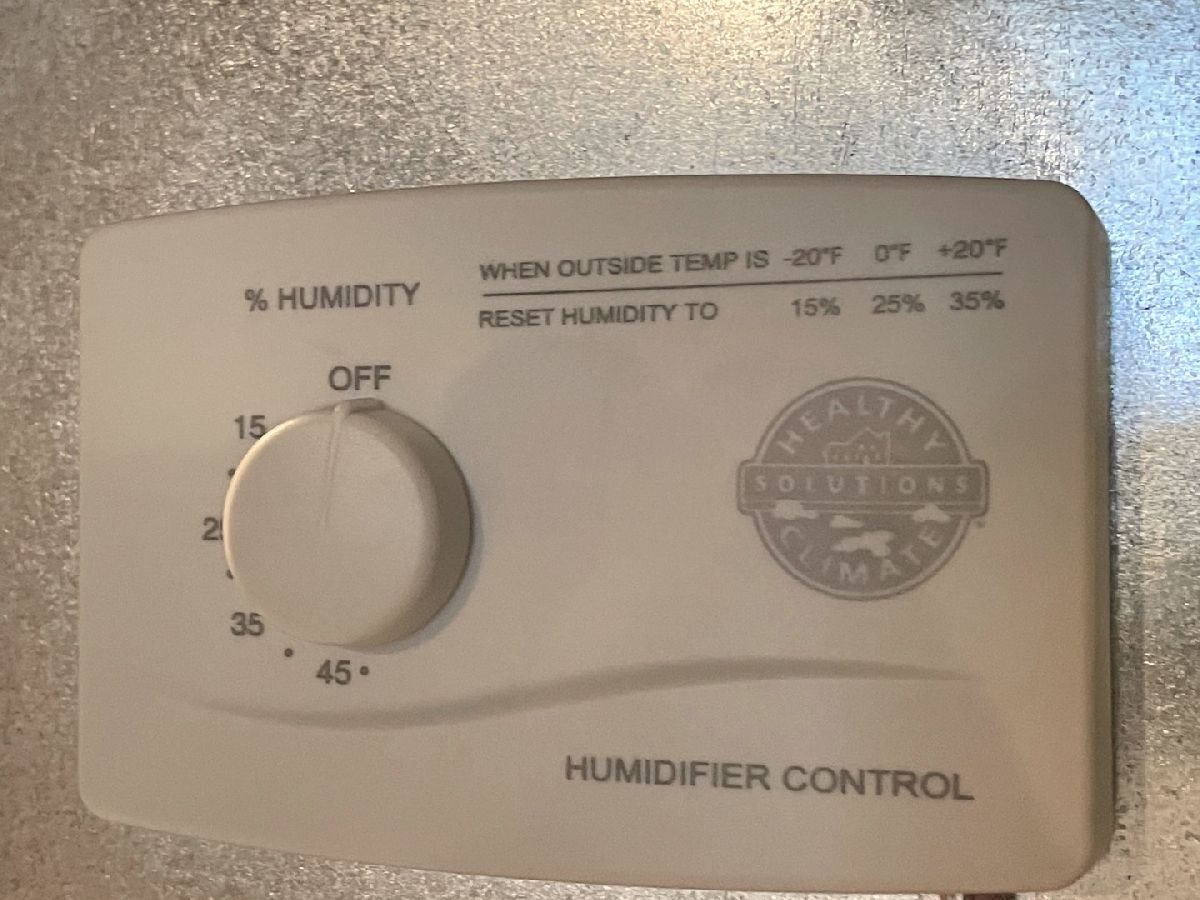 WHEN OUTSIDE TEMP IS -20°F 0°F +20°F
RESET HUMIDITY TO 15% 25% 35%
% HUMIDITY
OFF
15
35
45
HEALTHY
SOLUTIONS
CLIMATE
HUMIDIFIER CONTROL